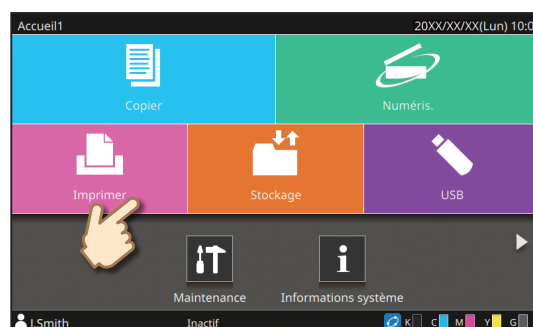 Accueil1 20XX/XX/XX(Lun) 10:0
Copier Numéris.
Imprimer Stockage USB
Maintenance Informations système
J.Smith Inactif K C M Y G